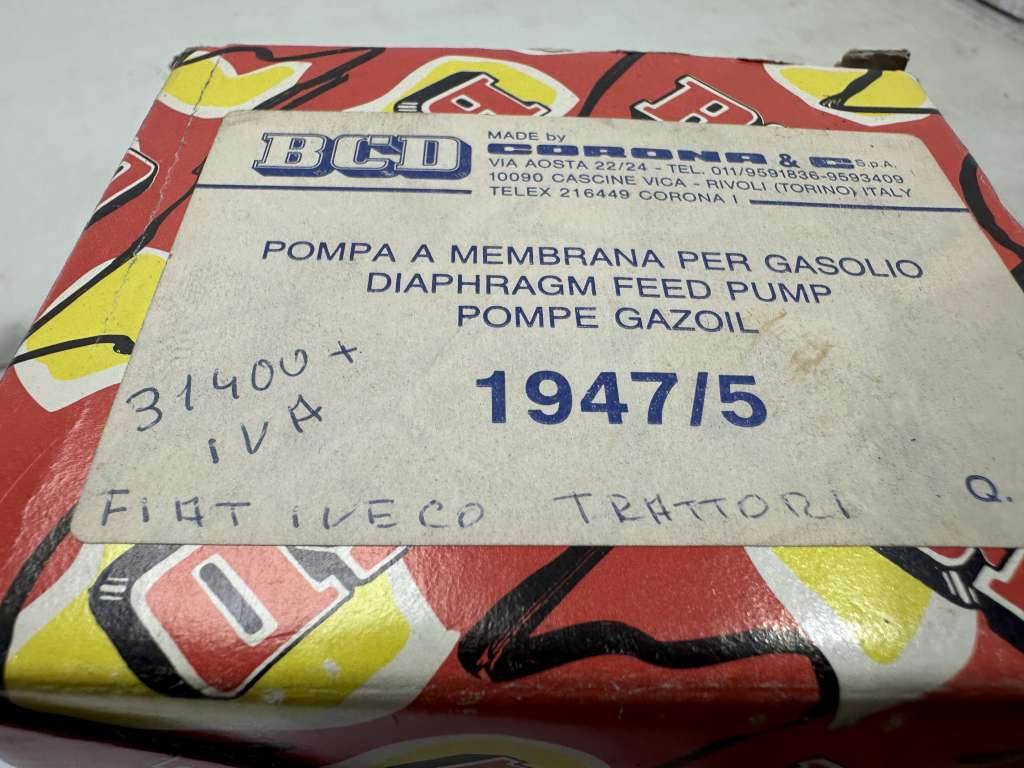 BCD
MADE by
CORONA & C S.p.A.
VIA AOSTA 22/24 - TEL. 011/9591836-9593409
10090 CASCINE VICA - RIVOLI (TORINO) ITALY
TELEX 216449 CORONA I
POMPA A MEMBRANA PER GASOLIO
DIAPHRAGM FEED PUMP
POMPE GAZOIL
1947/5
31400 +
IVA
FIAT IVECO TRATTORI
Q.